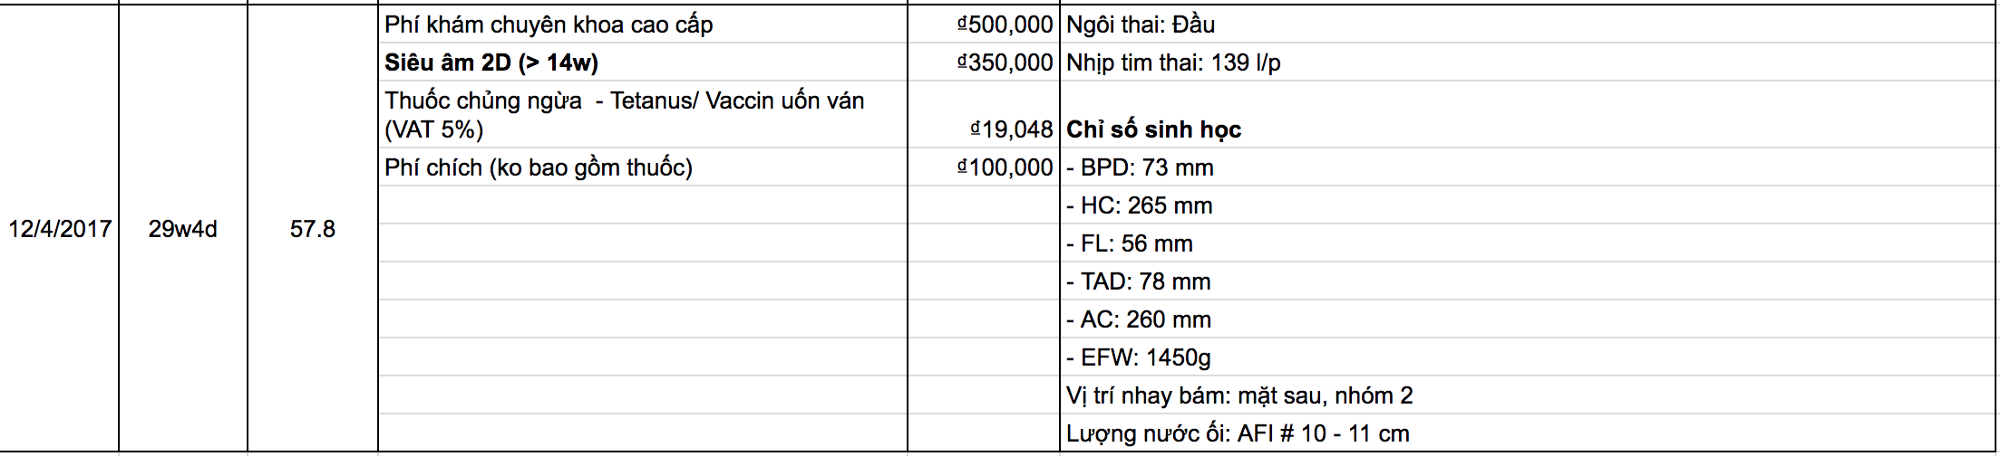 Phí khám chuyên khoa cao cấp ₫500,000 Ngôi thai: Đầu
Siêu âm 2D (> 14w) ₫350,000 Nhịp tim thai: 139 l/p
Thuốc chủng ngừa  - Tetanus/ Vaccin uốn ván
(VAT 5%) ₫19,048 Chỉ số sinh học
Phí chích (ko bao gồm thuốc) ₫100,000 - BPD: 73 mm
- HC: 265 mm
12/4/2017 29w4d 57.8 - FL: 56 mm
- TAD: 78 mm
- AC: 260 mm
- EFW: 1450g
Vị trí nhay bám: mặt sau, nhóm 2
Lượng nước ối: AFI # 10 - 11 cm